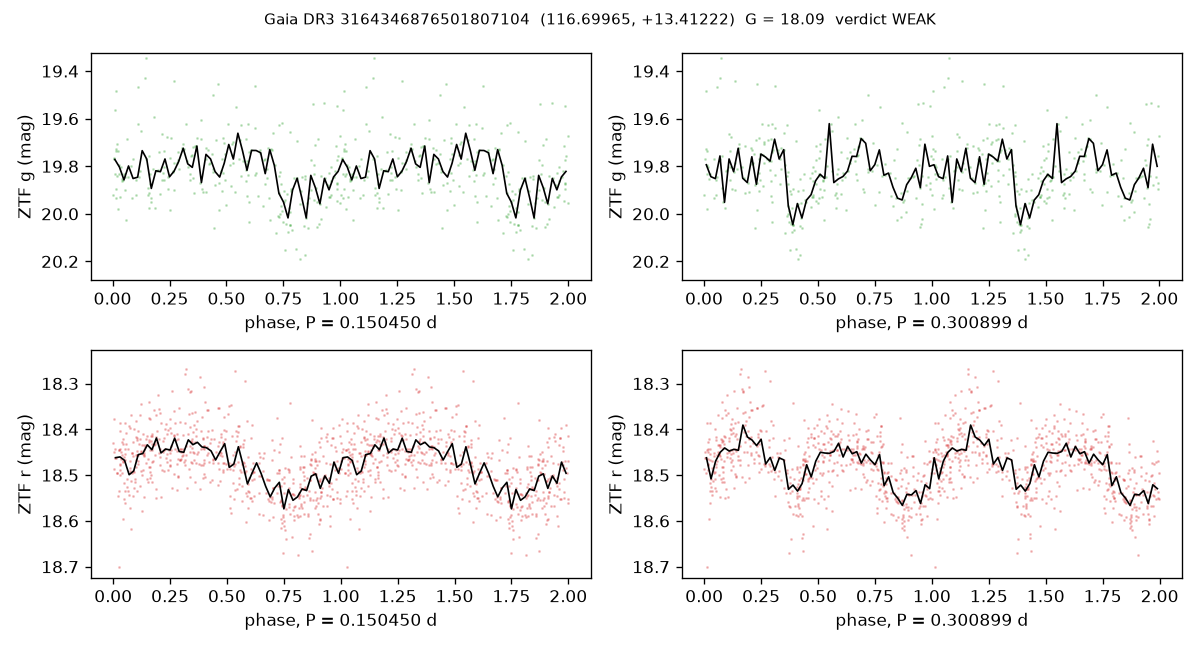 Gaia DR3 3164346876501807104  (116.69965, +13.41222)  G = 18.09  verdict WEAK
ZTF g (mag)
19.4
19.6
19.8
20.0
20.2
0.00 0.25 0.50 0.75 1.00 1.25 1.50 1.75 2.00
phase, P = 0.150450 d
ZTF g (mag)
19.4
19.6
19.8
20.0
20.2
0.00 0.25 0.50 0.75 1.00 1.25 1.50 1.75 2.00
phase, P = 0.300899 d
ZTF r (mag)
18.3
18.4
18.5
18.6
18.7
0.00 0.25 0.50 0.75 1.00 1.25 1.50 1.75 2.00
phase, P = 0.150450 d
ZTF r (mag)
18.3
18.4
18.5
18.6
18.7
0.00 0.25 0.50 0.75 1.00 1.25 1.50 1.75 2.00
phase, P = 0.300899 d